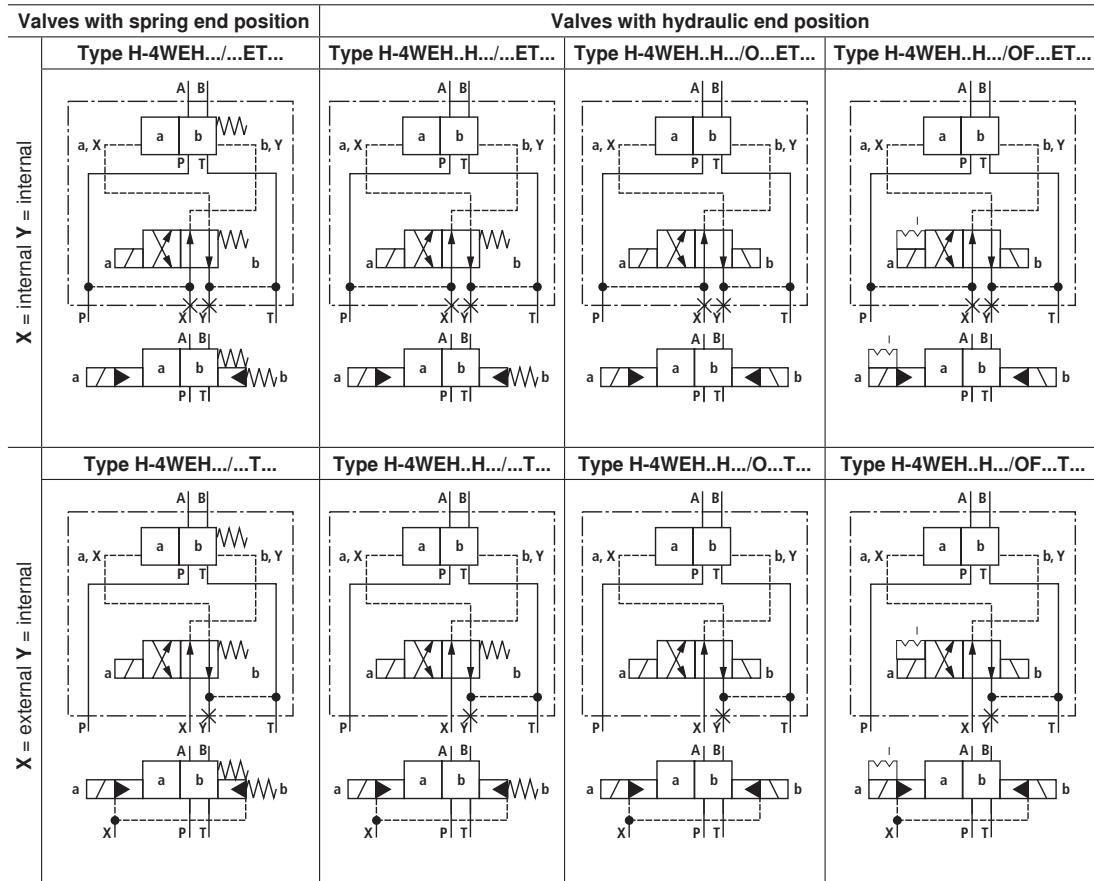 Valves with spring end position
Valves with hydraulic end position
X = internal Y = internal
Type H-4WEH.../...ET...
A B
a b
a, X b, Y
P T
a b
P X Y T
A B
a a b b
P T
Type H-4WEH..H.../...ET...
A B
a b
a, X b, Y
P T
a b
P X Y T
A B
a a b b
P T
Type H-4WEH..H.../O...ET...
A B
a b
a, X b, Y
P T
a b
P X Y T
A B
a a b b
P T
Type H-4WEH..H.../OF...ET...
A B
a b
a, X b, Y
P T
a b
P X Y T
A B
a a b b
P T
X = external Y = internal
Type H-4WEH.../...T...
A B
a b
a, X b, Y
P T
a b
P X Y T
A B
a a b b
X P T
Type H-4WEH..H.../...T...
A B
a b
a, X b, Y
P T
a b
P X Y T
A B
a a b b
X P T
Type H-4WEH..H.../O...T...
A B
a b
a, X b, Y
P T
a b
P X Y T
A B
a a b b
X P T
Type H-4WEH..H.../OF...T...
A B
a b
a, X b, Y
P T
a b
P X Y T
A B
a a b b
X P T